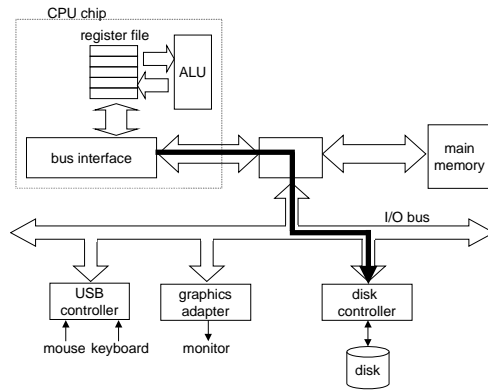 CPU chip
register file
ALU
bus interface
main
memory
I/O bus
USB
controller
graphics
adapter
disk
controller
mouse keyboard
monitor
disk